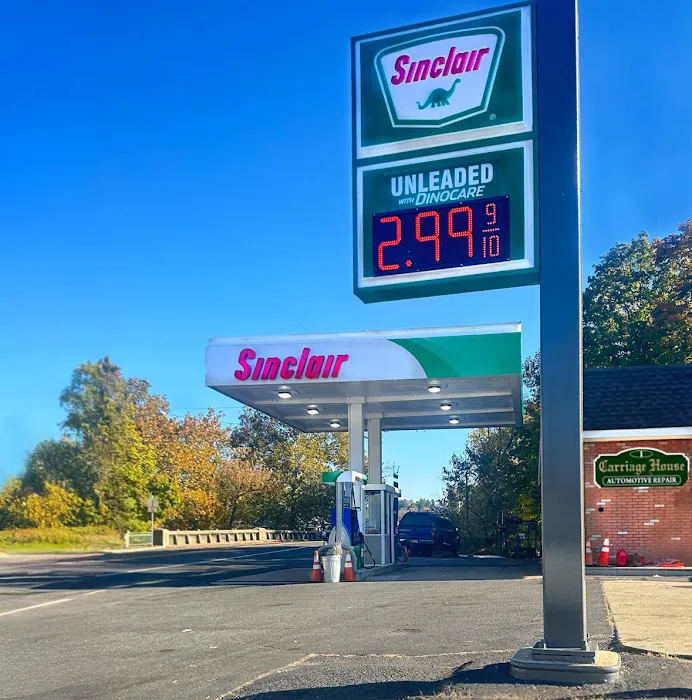 Sinclair
®
UNLEADED
WITH DINOCARE
2.99 9/10
Sinclair
Carriage House
AUTOMOTIVE REPAIR